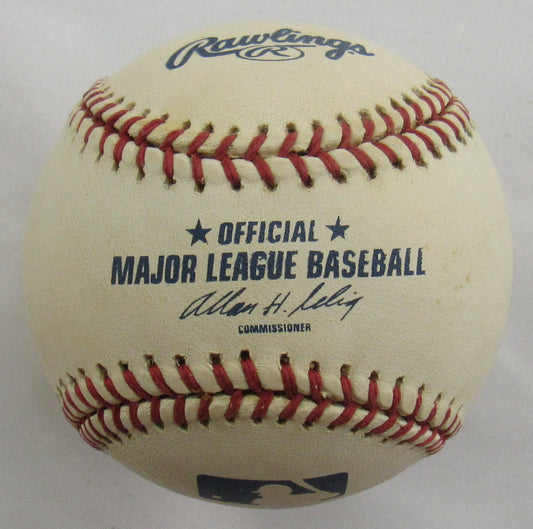 Rawlings
R
★ OFFICIAL ★
MAJOR LEAGUE BASEBALL
Allan H. Selig
COMMISSIONER